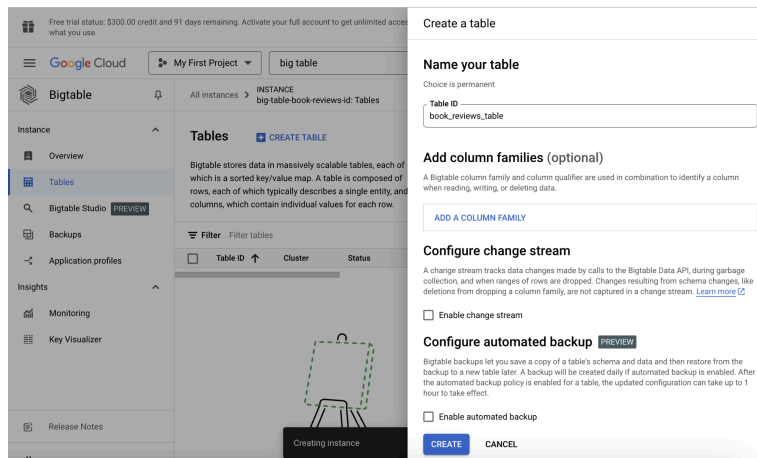 Free trial status: $300.00 credit and 91 days remaining. Activate your full account to get unlimited acces
what you use.
Google Cloud
My First Project
big table
Bigtable
All instances
INSTANCE
big-table-book-reviews-id: Tables
Instance
Overview
Tables
Bigtable Studio PREVIEW
Backups
Application profiles
Insights
Monitoring
Key Visualizer
Release Notes
Tables
CREATE TABLE
Bigtable stores data in massively scalable tables, each of
which is a sorted key/value map. A table is composed of
rows, each of which typically describes a single entity, and
columns, which contain individual values for each row.
Filter Filter tables
Table ID Cluster Status
Creating instance
Create a table
Name your table
Choice is permanent
Table ID
book_reviews_table
Add column families (optional)
A Bigtable column family and column qualifier are used in combination to identify a column
when reading, writing, or deleting data.
ADD A COLUMN FAMILY
Configure change stream
A change stream tracks data changes made by calls to the Bigtable Data API, during garbage
collection, and when ranges of rows are dropped. Changes resulting from schema changes, like
deletions from dropping a column family, are not captured in a change stream. Learn more
Enable change stream
Configure automated backup PREVIEW
Bigtable backups let you save a copy of a table's schema and data and then restore from the
backup to a new table later. A backup will be created daily if automated backup is enabled. After
the automated backup policy is enabled for a table, the updated configuration can take up to 1
hour to take effect.
Enable automated backup
CREATE CANCEL